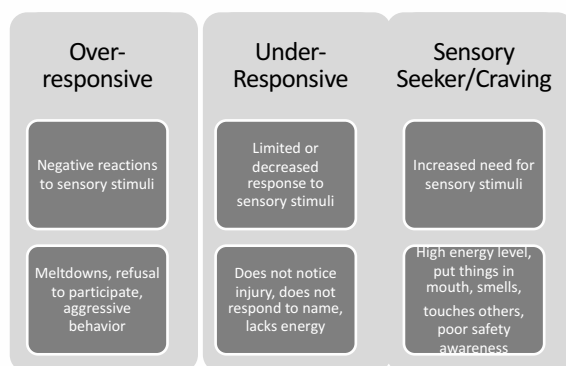 Over-
responsive
Negative reactions
to sensory stimuli
Meltdowns, refusal
to participate,
aggressive
behavior
Under-
Responsive
Limited or
decreased
response to
sensory stimuli
Does not notice
injury, does not
respond to name,
lacks energy
Sensory
Seeker/Craving
Increased need for
sensory stimuli
High energy level,
put things in
mouth, smells,
touches others,
poor safety
awareness